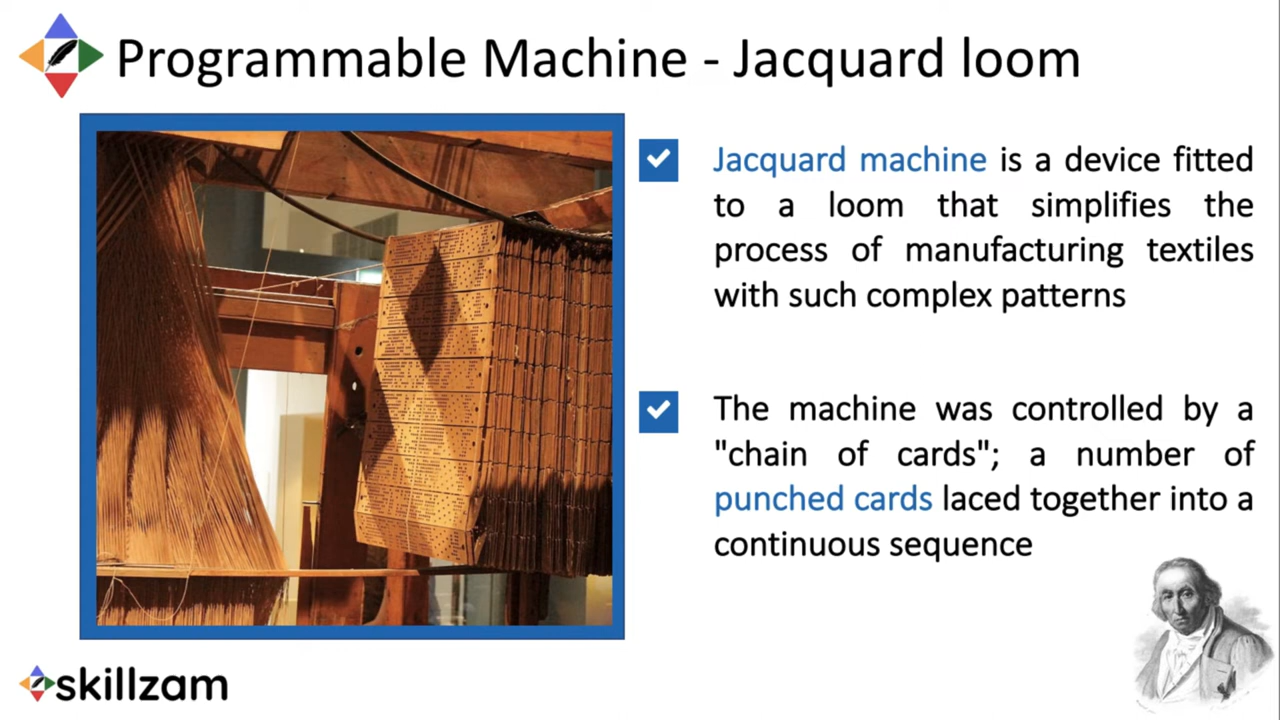 Programmable Machine - Jacquard loom
Jacquard machine is a device fitted
to a loom that simplifies the
process of manufacturing textiles
with such complex patterns
The machine was controlled by a
"chain of cards"; a number of
punched cards laced together into a
continuous sequence
skillzam